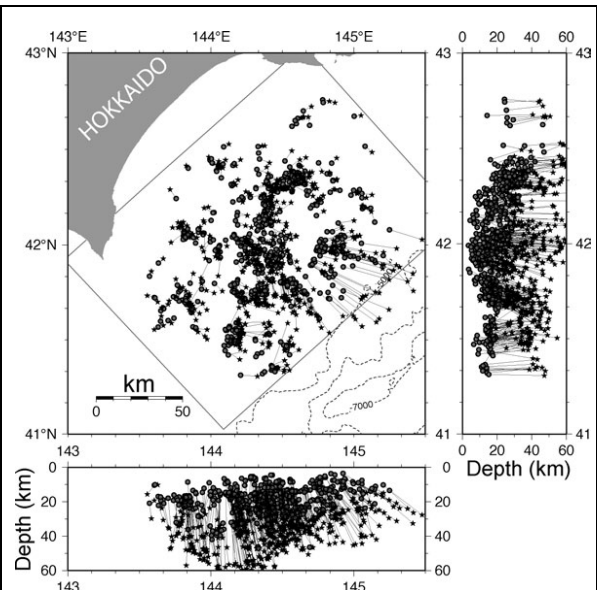 143°E 144°E 145°E
43°N
HOKKAIDO
42°N
41°N
km
0 50
7000
143 144 145
43 43
42 42
41 41
0 20 40 60
0 20 40 60
Depth (km)
Depth (km)
0 0
20 20
40 40
60 60
143 144 145